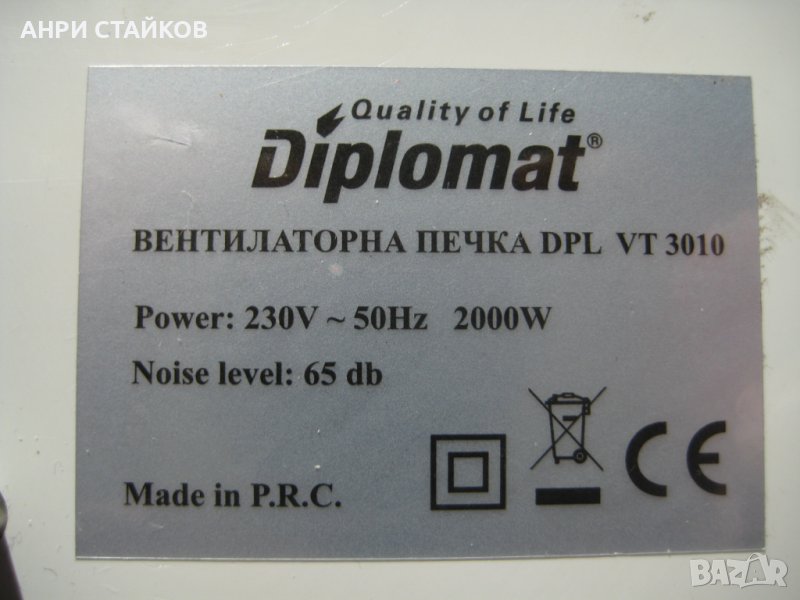 АНРИ СТАЙКОВ
Quality of Life
Diplomat®
ВЕНТИЛАТОРНА ПЕЧКА DPL VT 3010
Power: 230V ~ 50Hz 2000W
Noise level: 65 db
Made in P.R.C.
CE
BAZAR